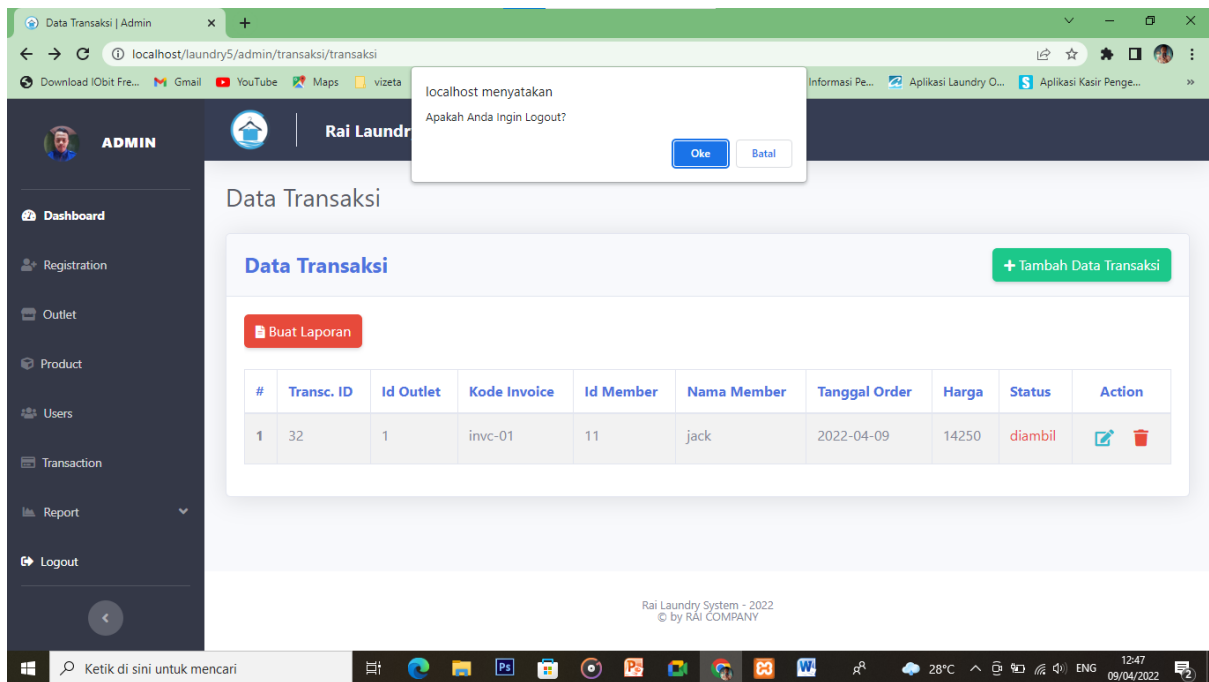 Data Transaksi | Admin
localhost/laundry5/admin/transaksi/transaksi
Download IObit Fre... Gmail YouTube Maps vizeta Informasi Pe... Aplikasi Laundry O... Aplikasi Kasir Penge...
localhost menyatakan
Apakah Anda Ingin Logout?
Oke Batal
ADMIN
Rai Laundr
Dashboard
Registration
Outlet
Product
Users
Transaction
Report
Logout
Data Transaksi
Data Transaksi
Tambah Data Transaksi
Buat Laporan
# Transc. ID Id Outlet Kode Invoice Id Member Nama Member Tanggal Order Harga Status Action
1 32 1 invc-01 11 jack 2022-04-09 14250 diambil
Rai Laundry System - 2022
© by RAI COMPANY
Ketik di sini untuk mencari
Ps
28°C
ENG
12:47
09/04/2022
2